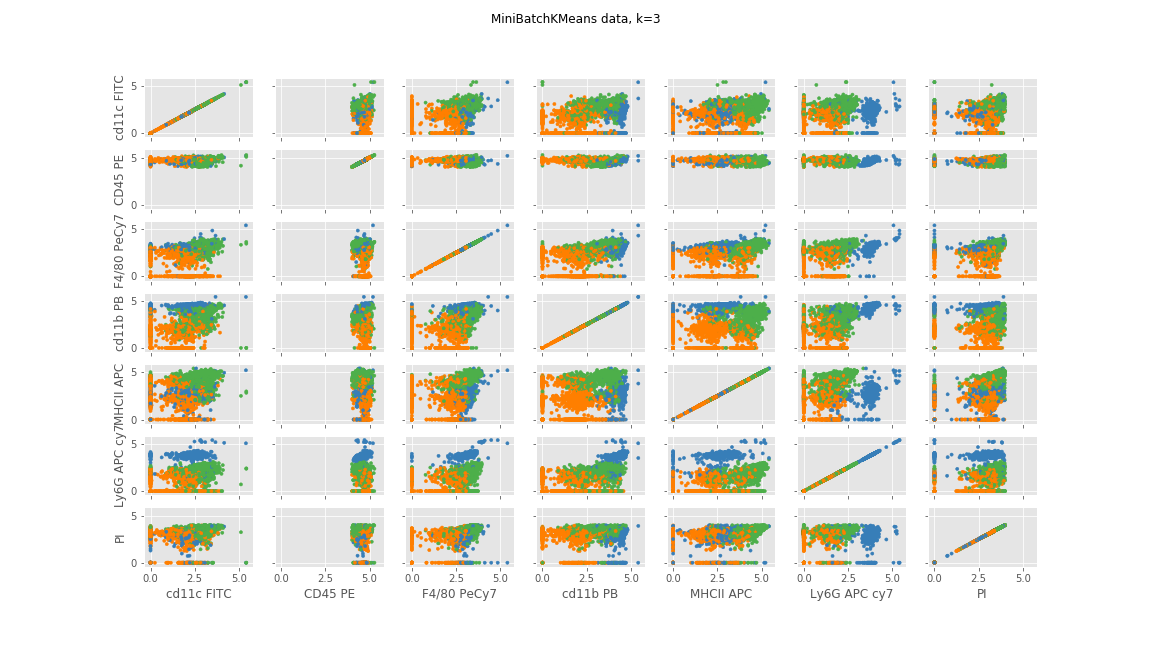 MiniBatchKMeans data, k=3
cd11c FITC
5
0
CD45 PE
5
0
F4/80 PeCy7
5
0
cd11b PB
5
0
MHCII APC
5
0
Ly6G APC cy7
5
0
PI
5
0
0.0 2.5 5.0 0.0 2.5 5.0 0.0 2.5 5.0 0.0 2.5 5.0 0.0 2.5 5.0 0.0 2.5 5.0 0.0 2.5 5.0
cd11c FITC CD45 PE F4/80 PeCy7 cd11b PB MHCII APC Ly6G APC cy7 PI